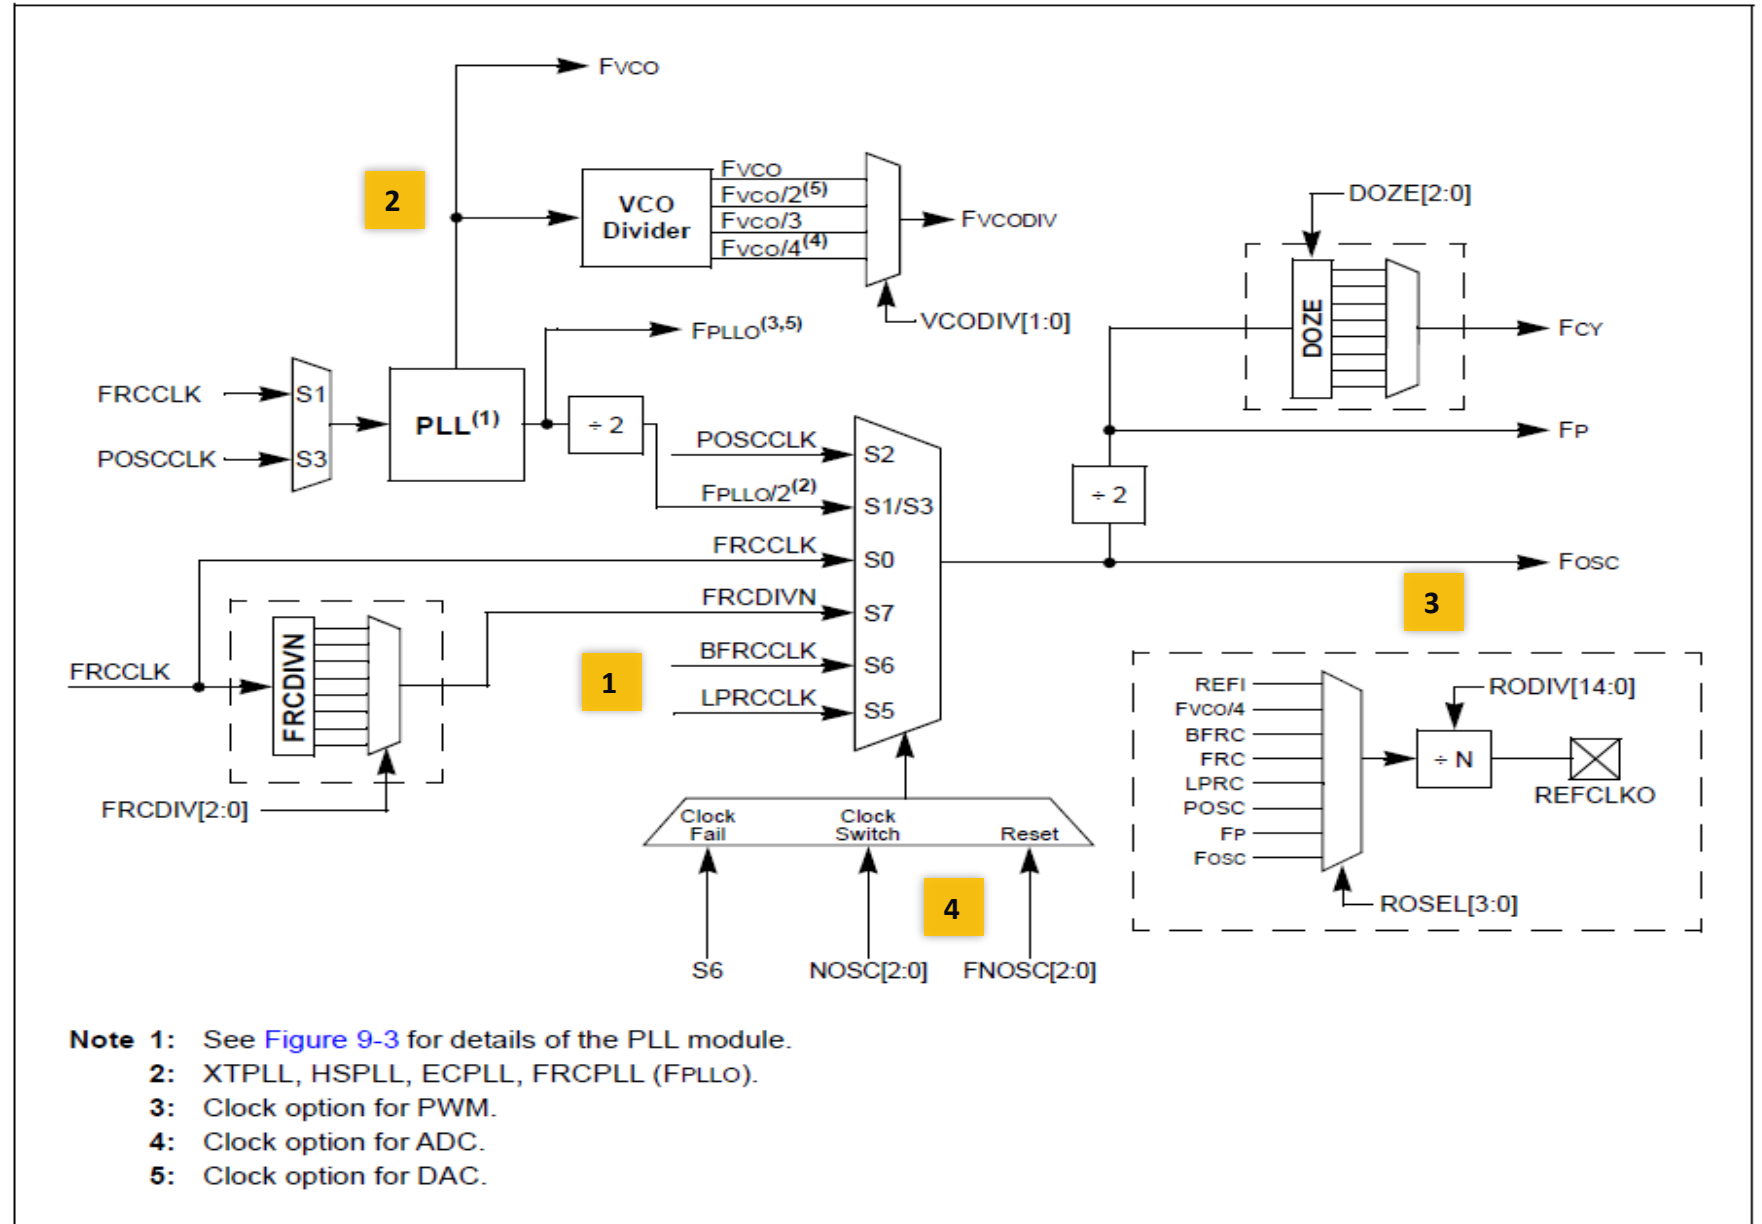 FVCO
2
VCO
Divider
FVCO
FVCO/2(5)
FVCO/3
FVCO/4(4)
FVCODIV
VCODIV[1:0]
DOZE[2:0]
DOZE
FCY
FPLLO(3,5)
FRCCLK
S1
POSCCLK
S3
PLL(1)
÷ 2
POSCCLK
S2
FPLLO/2(2)
S1/S3
FRCCLK
S0
FRCDIVN
S7
BFRCCLK
S6
LPRCCLK
S5
FP
÷ 2
FOSC
3
FRCCLK
FRCDIVN
FRCDIV[2:0]
1
Clock
Fail
Clock
Switch
Reset
4
S6
NOSC[2:0]
FNOSC[2:0]
REFI
FVCO/4
BFRC
FRC
LPRC
POSC
FP
FOSC
RODIV[14:0]
÷ N
REFCLKO
ROSEL[3:0]
Note 1: See Figure 9-3 for details of the PLL module.
2: XTPLL, HSPLL, ECPLL, FRCPLL (FPLLO).
3: Clock option for PWM.
4: Clock option for ADC.
5: Clock option for DAC.